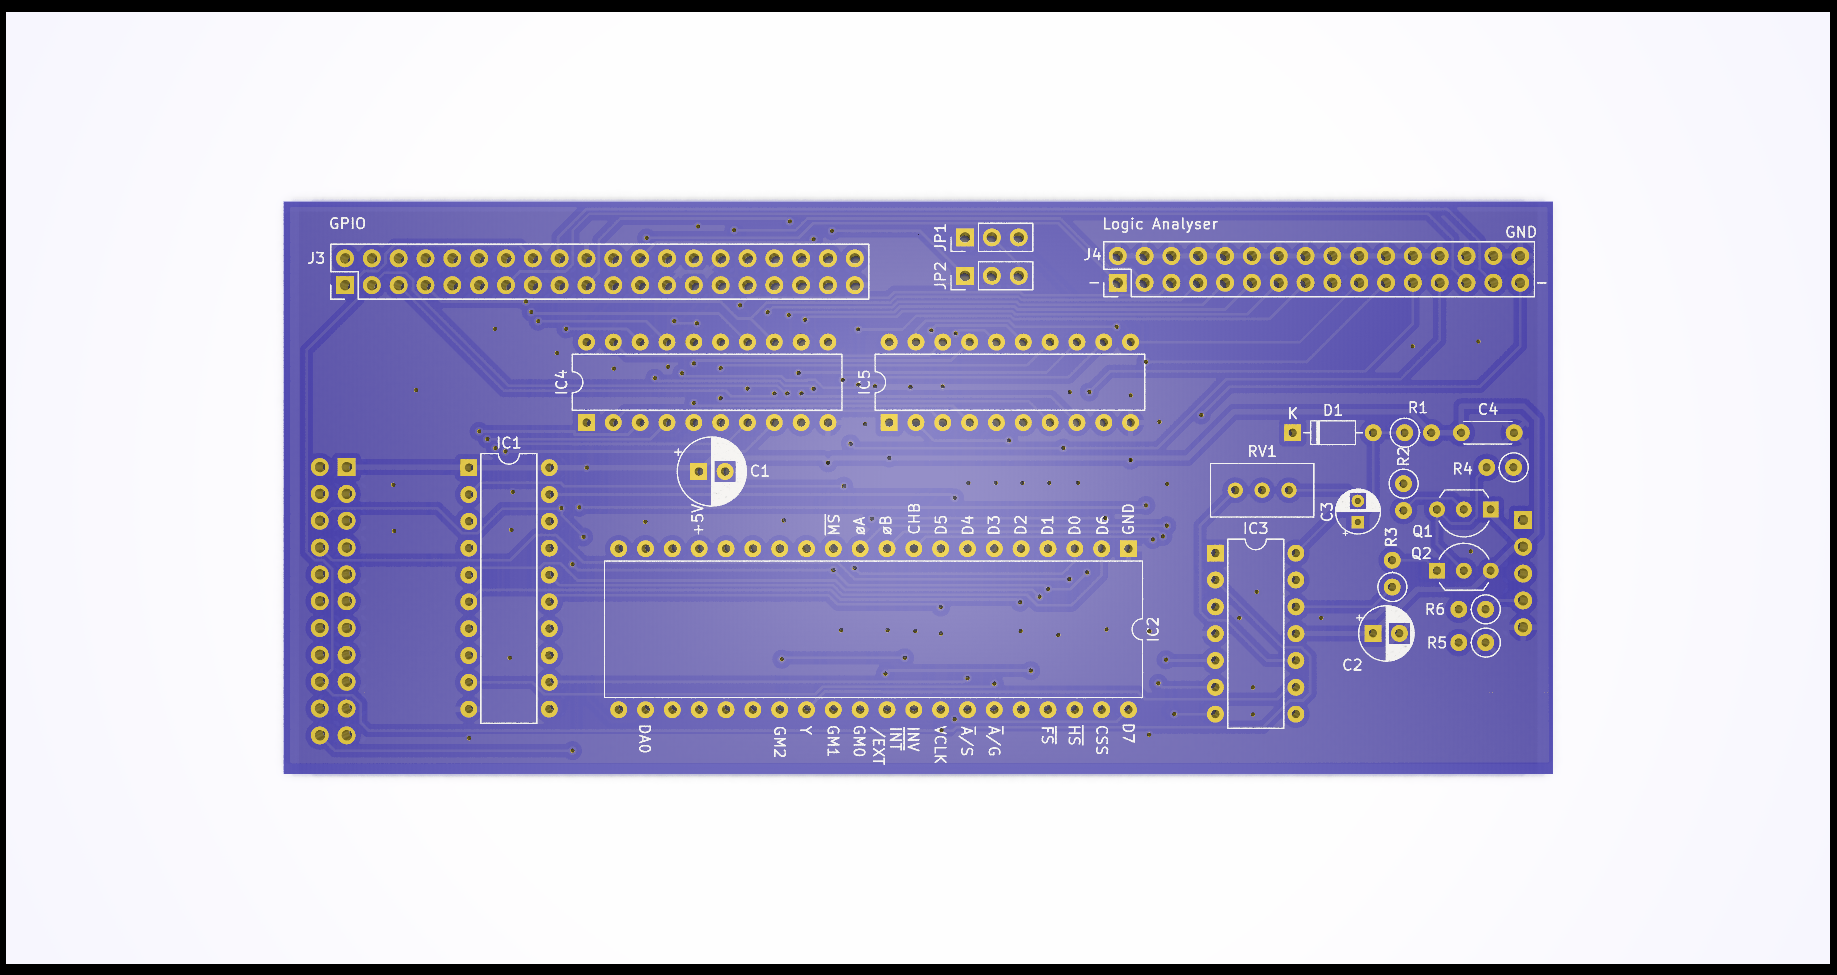 GPIO
JP1
Logic Analyser
GND
J3
J4
JP2
IC4
IC5
K
D1
R1
C4
IC1
+
C1
RV1
R2
R4
C3
+5V
MS
øA
øB
CHB
D5
D4
D3
D2
D1
D0
D6
GND
IC3
+
R3
Q1
Q2
IC2
R6
+
R5
C2
DA0
GM2
Y
GM1
GM0
/EXT
INT
INV
VCLK
A/S
A/G
FS
HS
CSS
D7